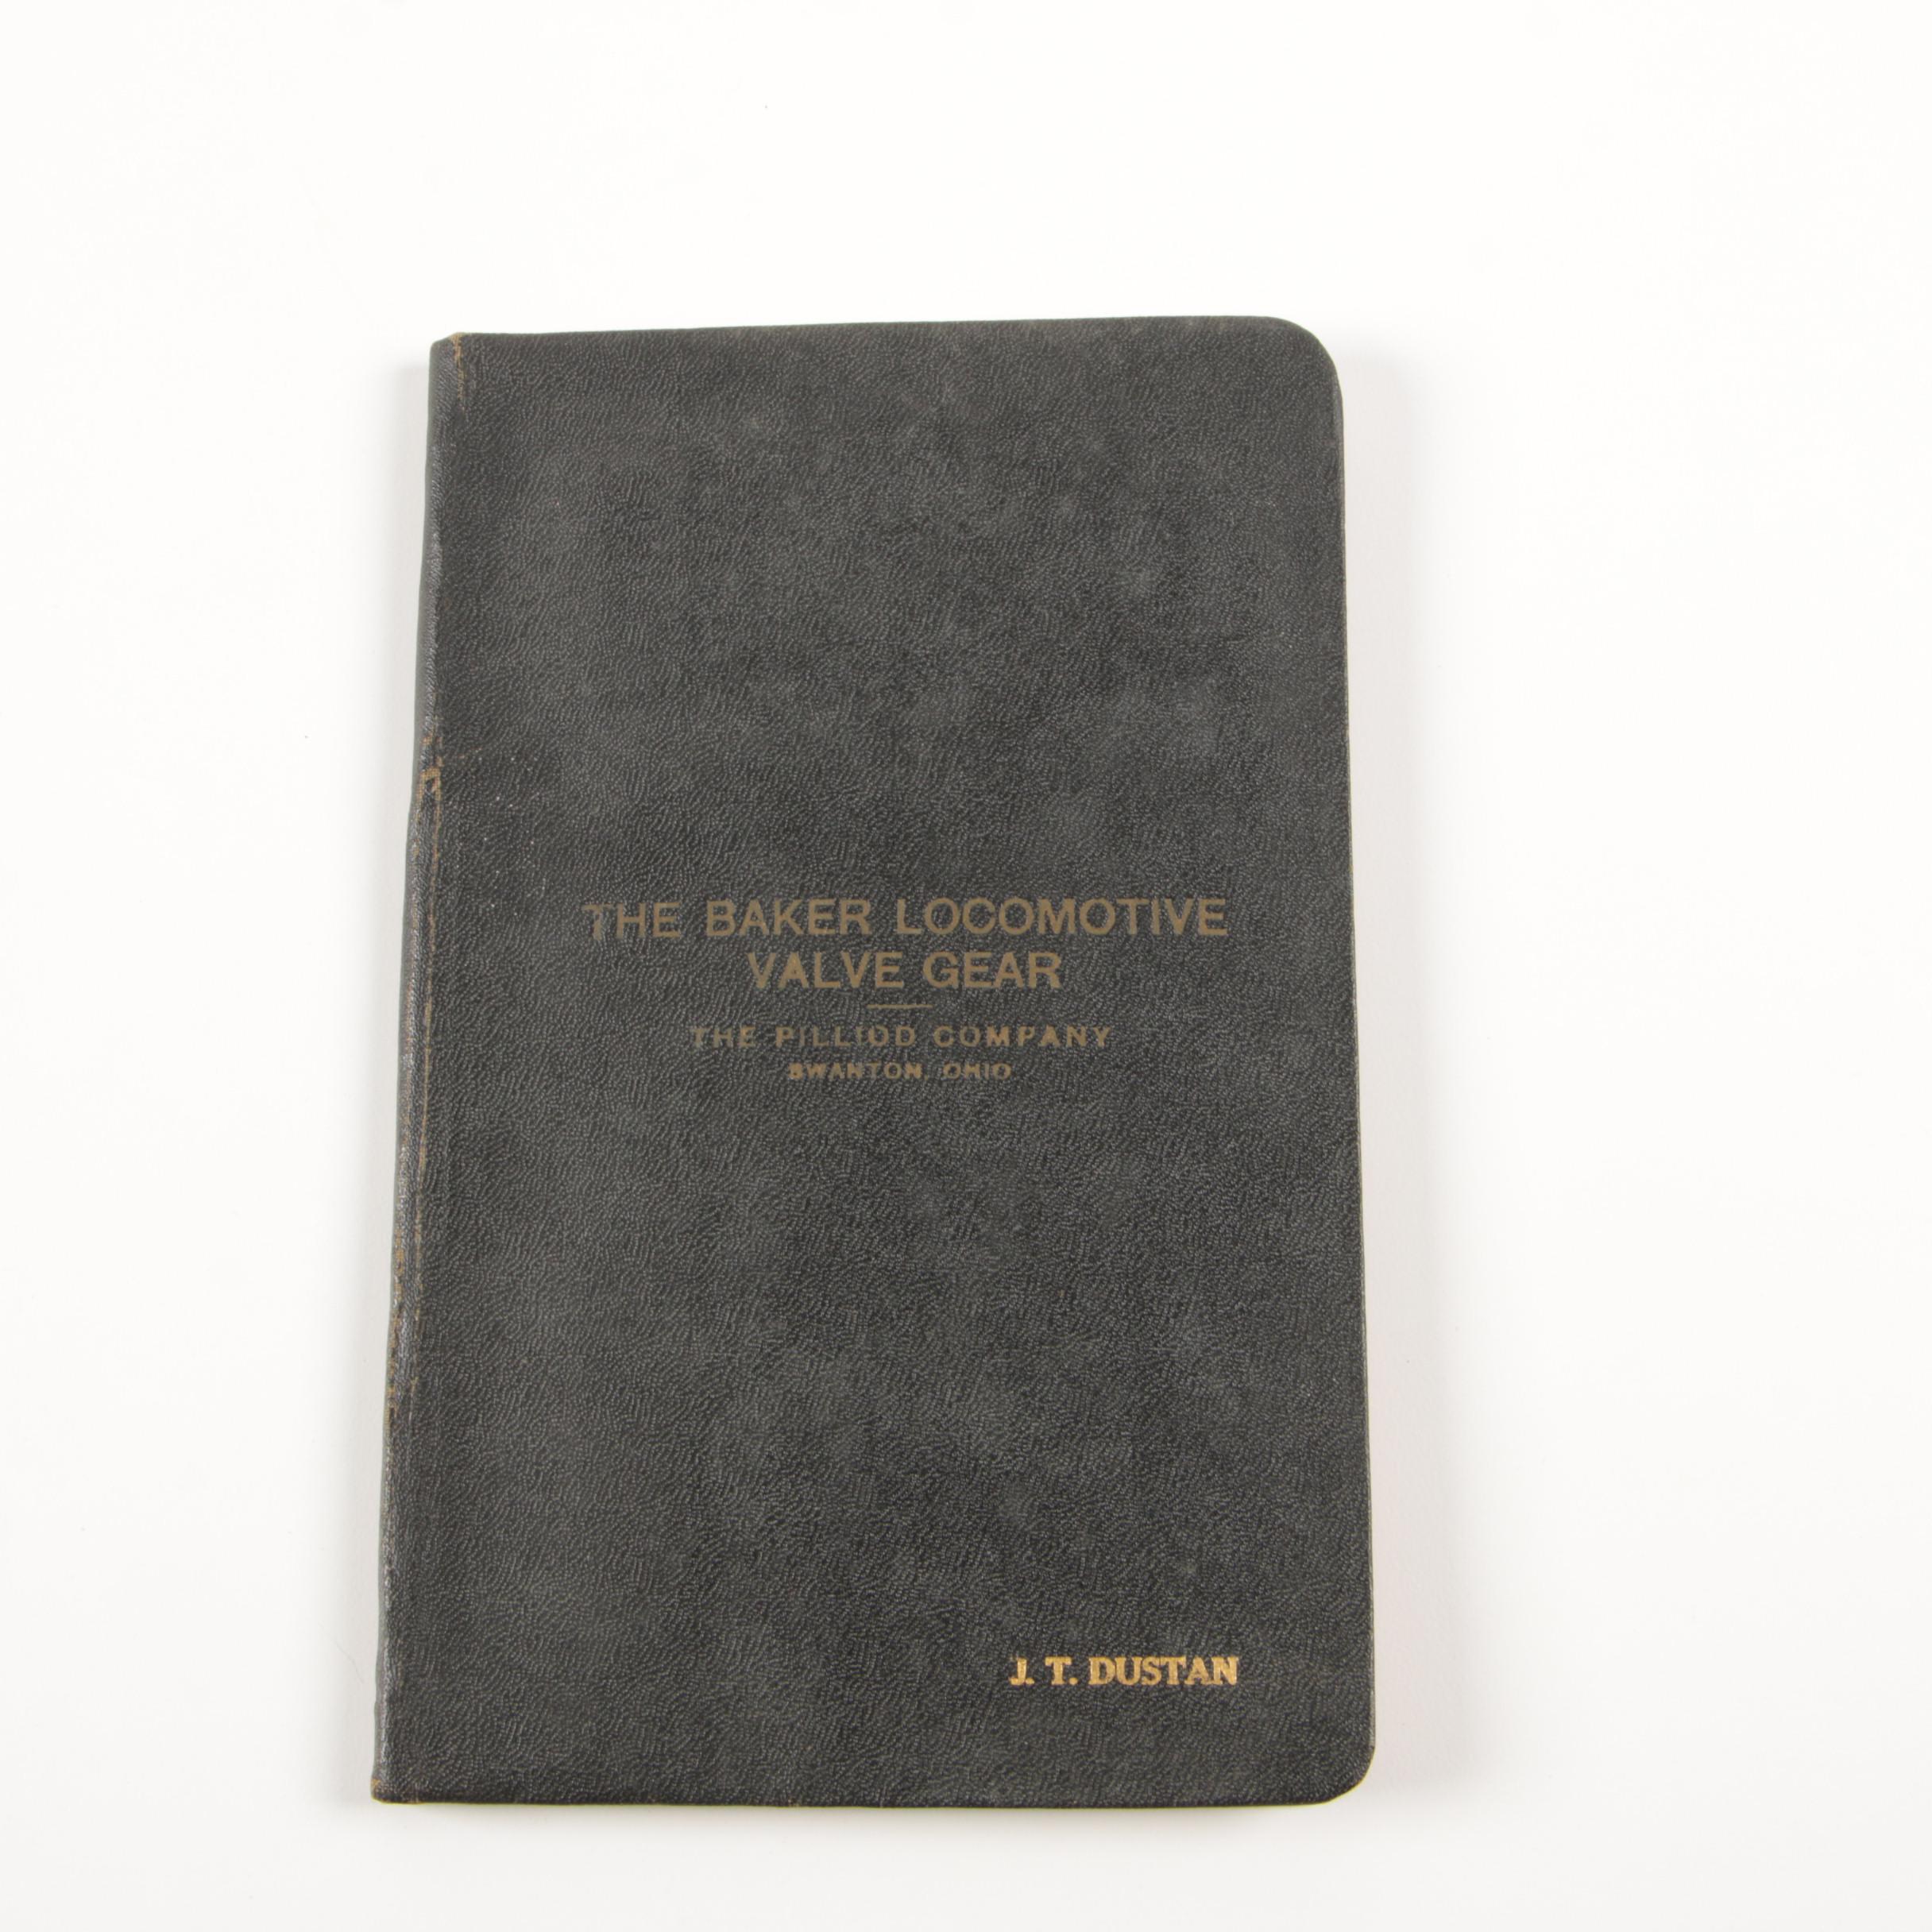 THE BAKER LOCOMOTIVE
VALVE GEAR
THE PILLIOD COMPANY
SWANTON, OHIO
J. T. DUSTAN